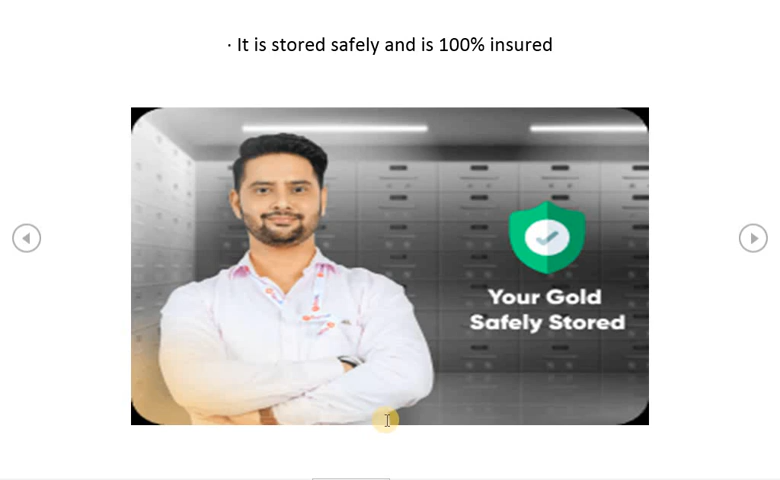 · It is stored safely and is 100% insured
Your Gold
Safely Stored